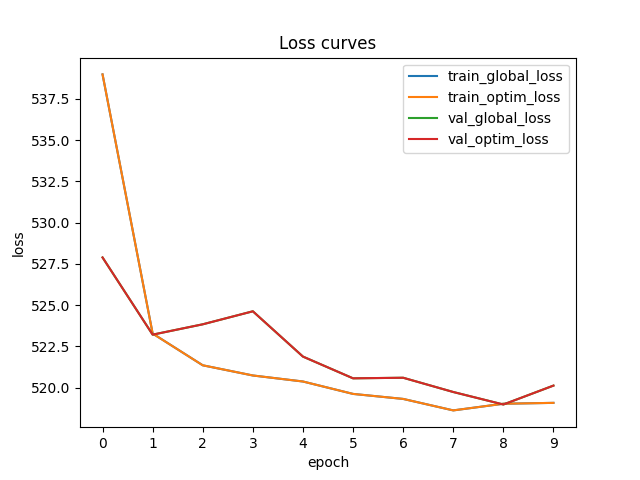 Loss curves
train_global_loss
train_optim_loss
val_global_loss
val_optim_loss
537.5
535.0
532.5
530.0
527.5
525.0
522.5
520.0
loss
0 1 2 3 4 5 6 7 8 9
epoch